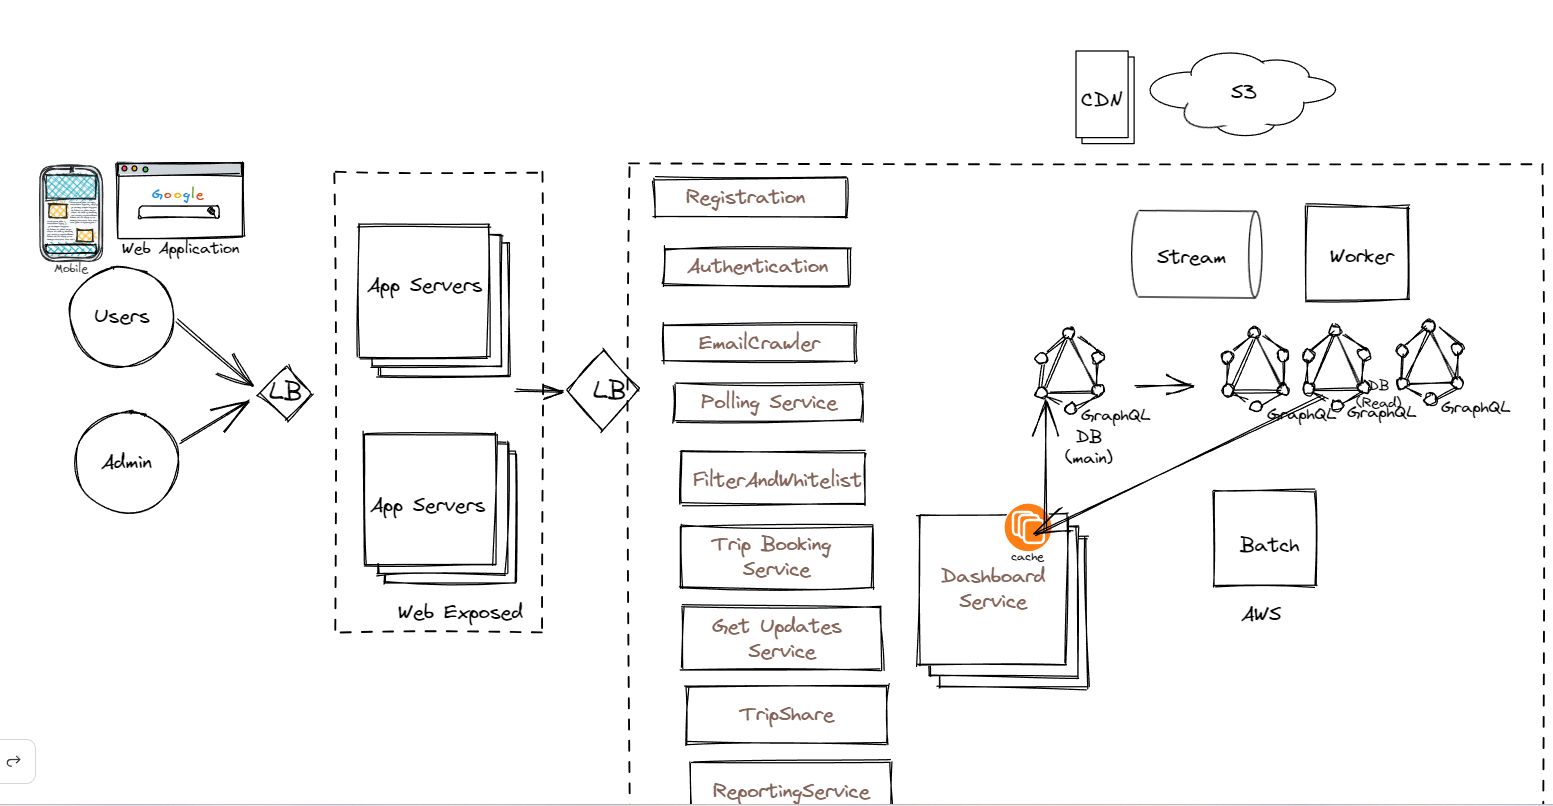 CDN
S3
Google
Web Application
Mobile
Users
Admin
LB
App Servers
App Servers
Web Exposed
LB
Registration
Authentication
EmailCrawler
Polling Service
FilterAndWhitelist
Trip Booking
Service
Get Updates
Service
TripShare
ReportingService
Stream
Worker
GraphQL
DB
(main)
GraphQL
DB
(Read)
GraphQL
GraphQL
cache
Dashboard
Service
Batch
AWS